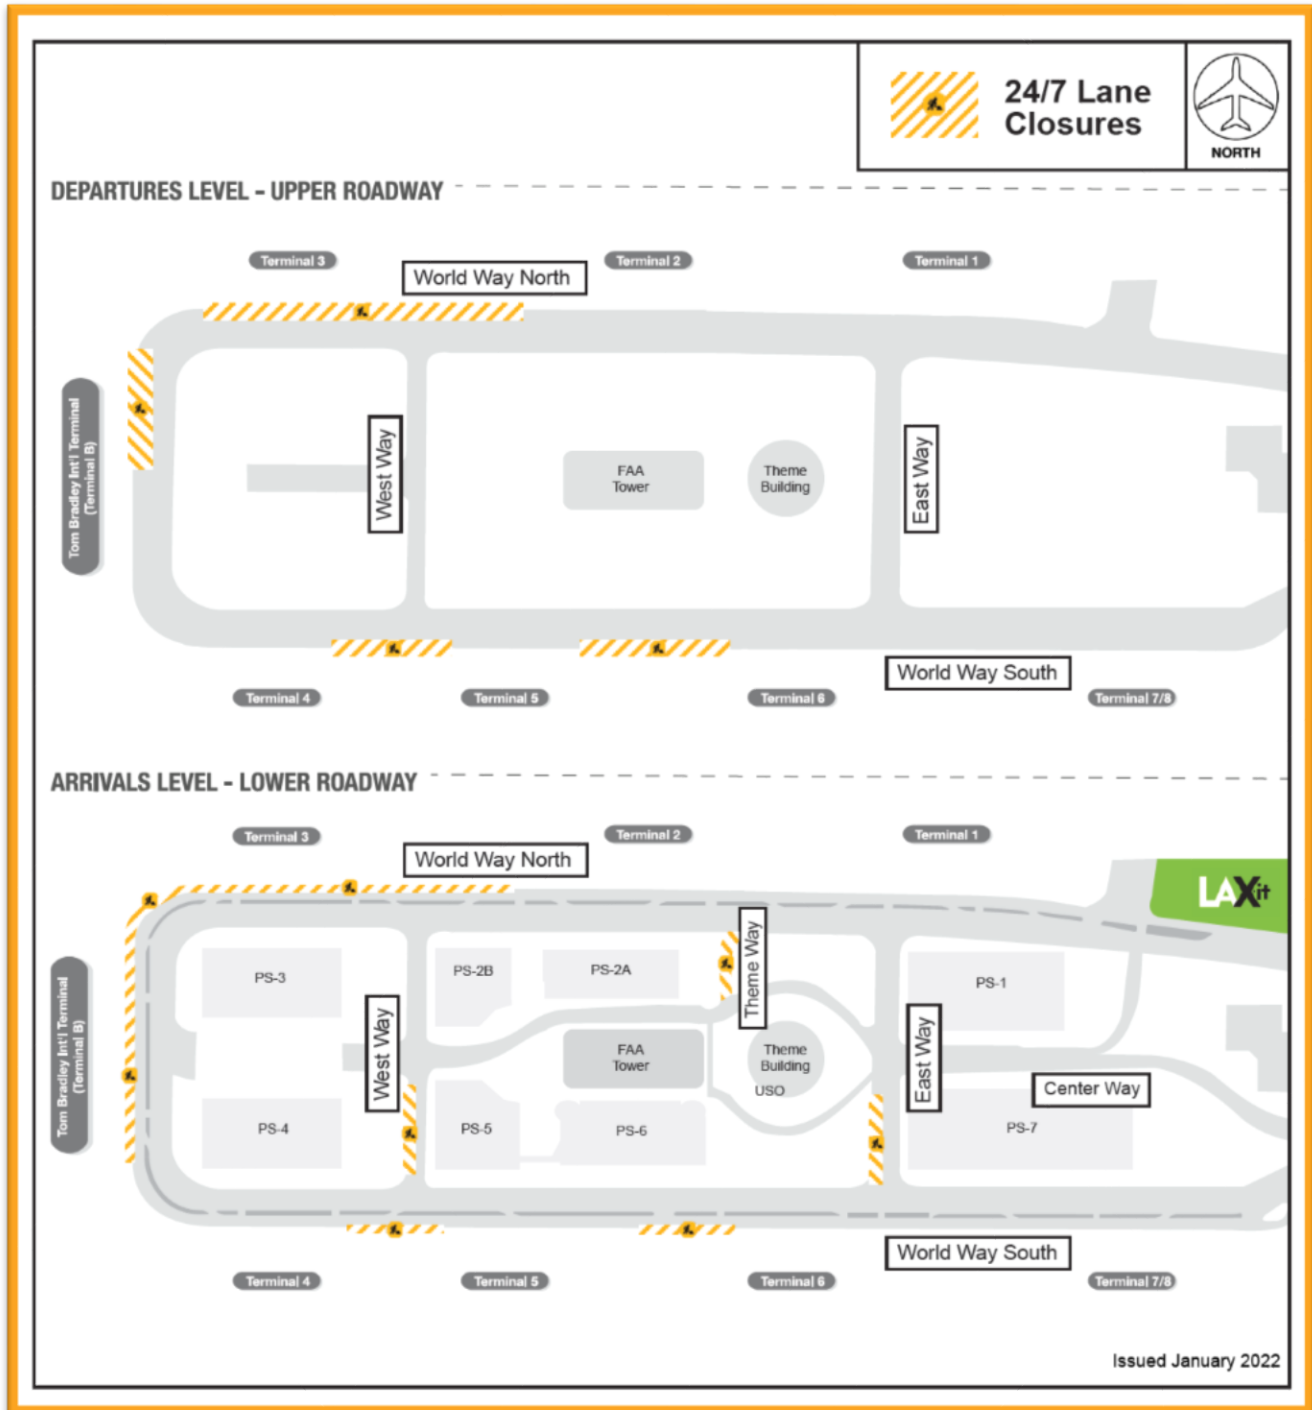 24/7 Lane
Closures
NORTH
DEPARTURES LEVEL - UPPER ROADWAY
Terminal 3
Terminal 2
Terminal 1
World Way North
Tom Bradley Int'l Terminal
(Terminal B)
West Way
FAA
Tower
Theme
Building
East Way
World Way South
Terminal 4
Terminal 5
Terminal 6
Terminal 7/8
ARRIVALS LEVEL - LOWER ROADWAY
Terminal 3
Terminal 2
Terminal 1
World Way North
LAXit
Theme Way
PS-3
PS-2B
PS-2A
PS-1
Tom Bradley Int'l Terminal
(Terminal B)
West Way
FAA
Tower
Theme
Building
USO
East Way
Center Way
PS-4
PS-5
PS-6
PS-7
World Way South
Terminal 4
Terminal 5
Terminal 6
Terminal 7/8
Issued January 2022